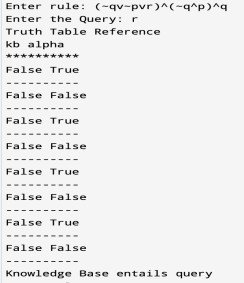 Enter rule: (~qv~pvr)^(~q^p)^q
Enter the Query: r
Truth Table Reference
kb alpha
**********
False True
----------
False False
----------
False True
----------
False False
----------
False True
----------
False False
----------
False True
----------
False False
----------
Knowledge Base entails query